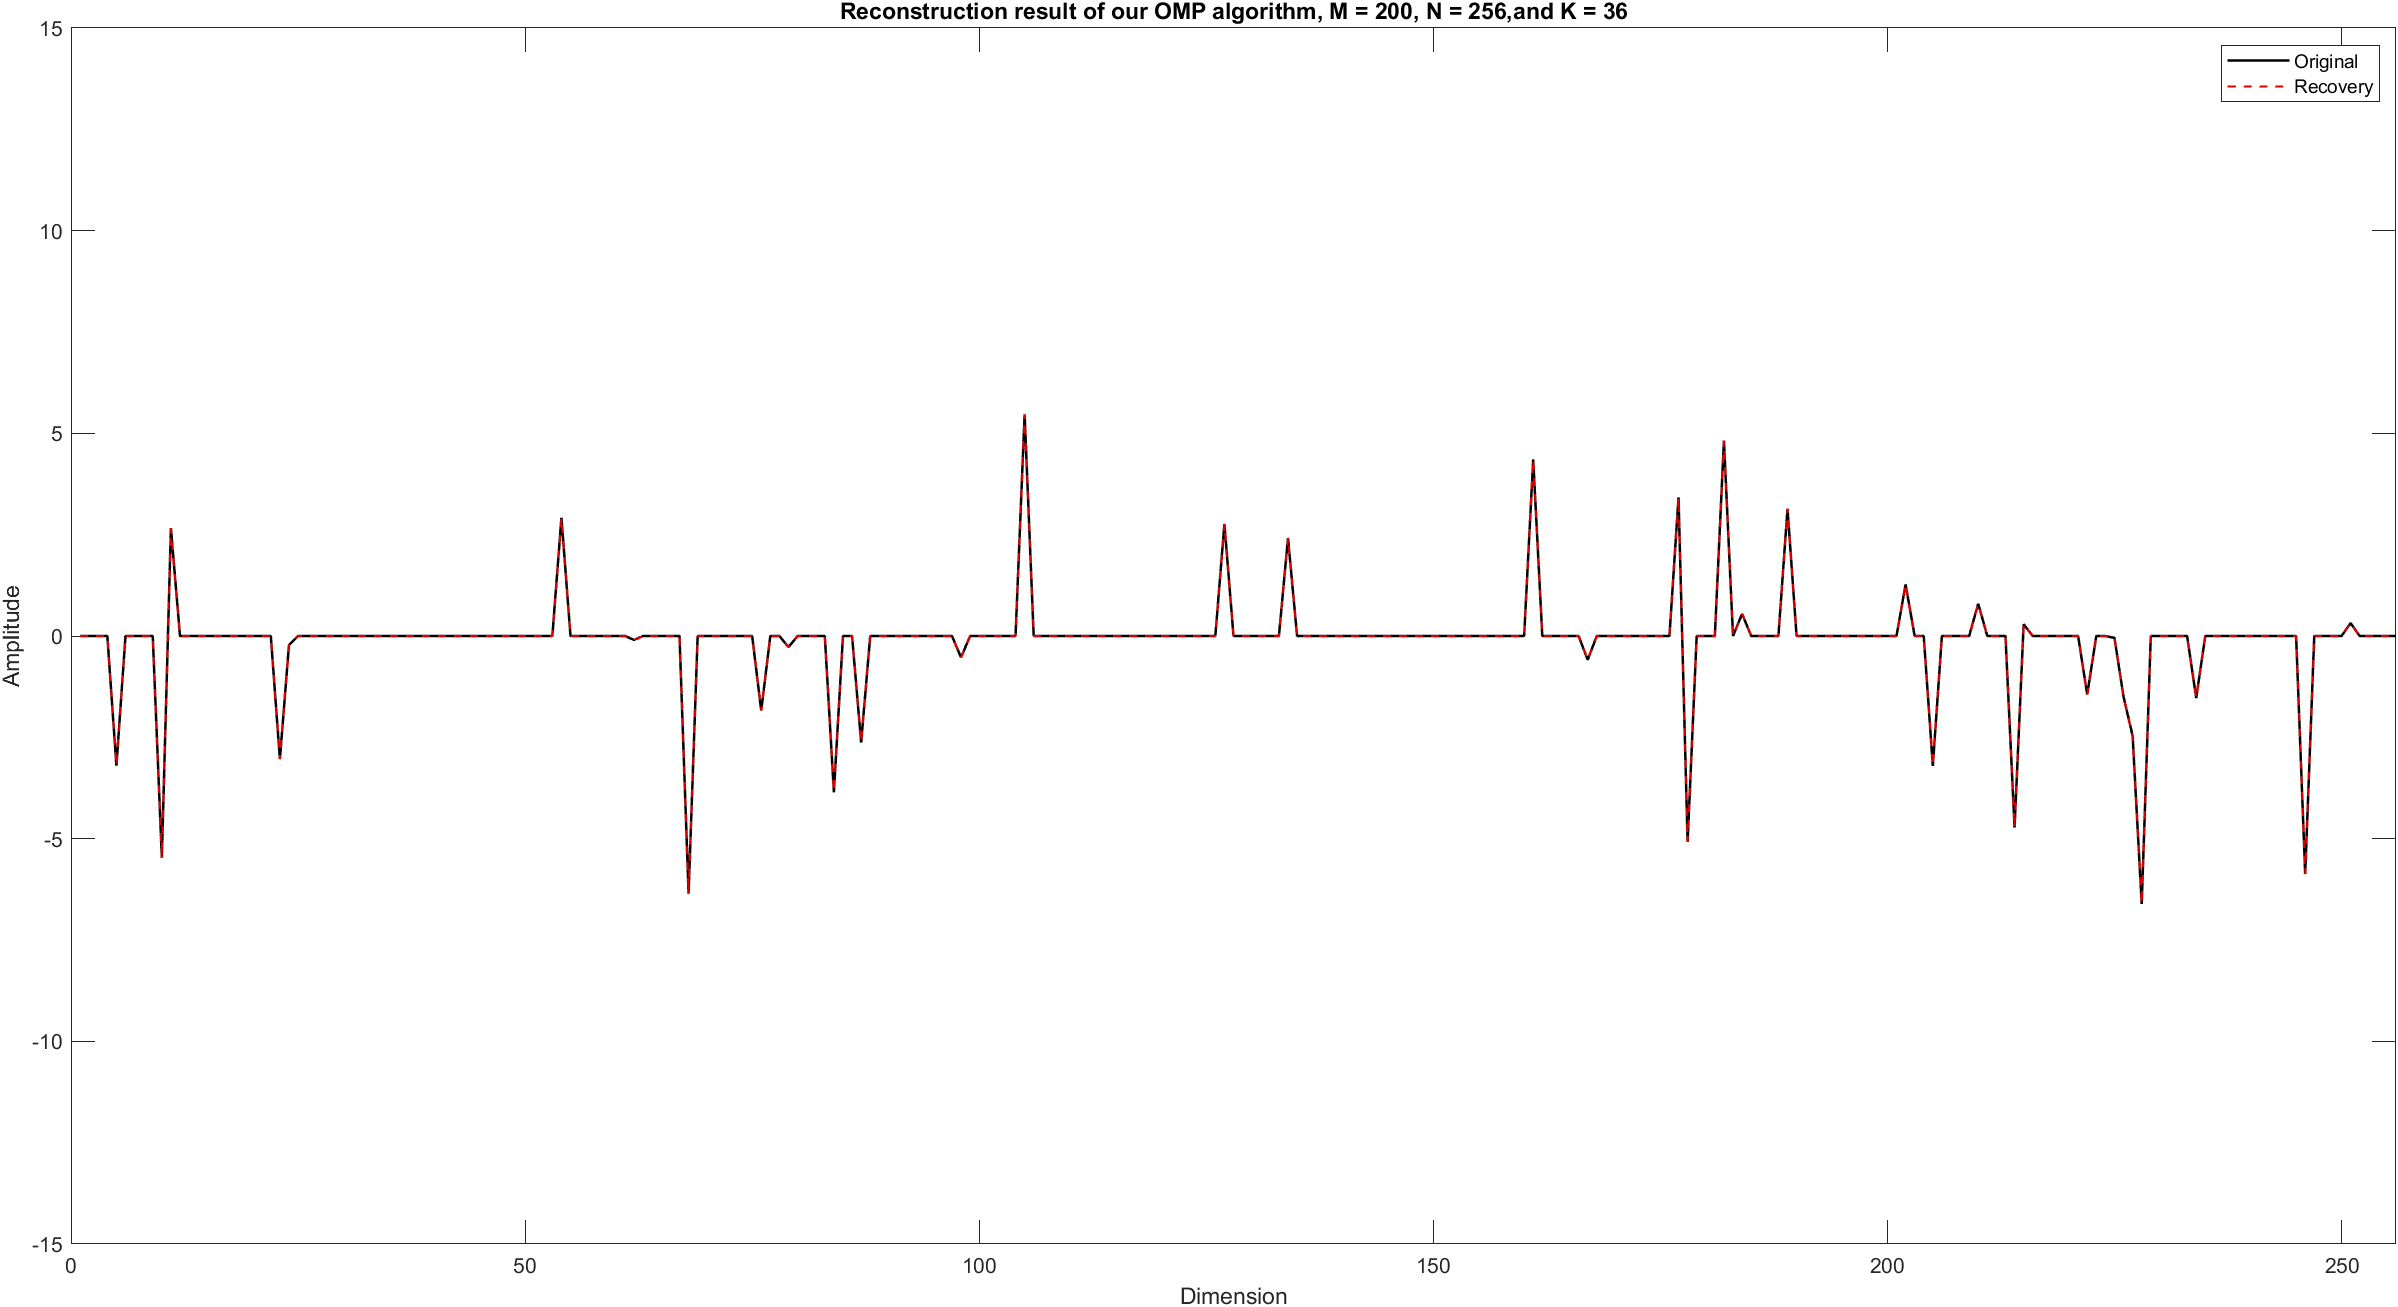 Reconstruction result of our OMP algorithm, M = 200, N = 256,and K = 36
15
Original
Recovery
10
5
0
-5
-10
-15
Amplitude
0 50 100 150 200 250
Dimension